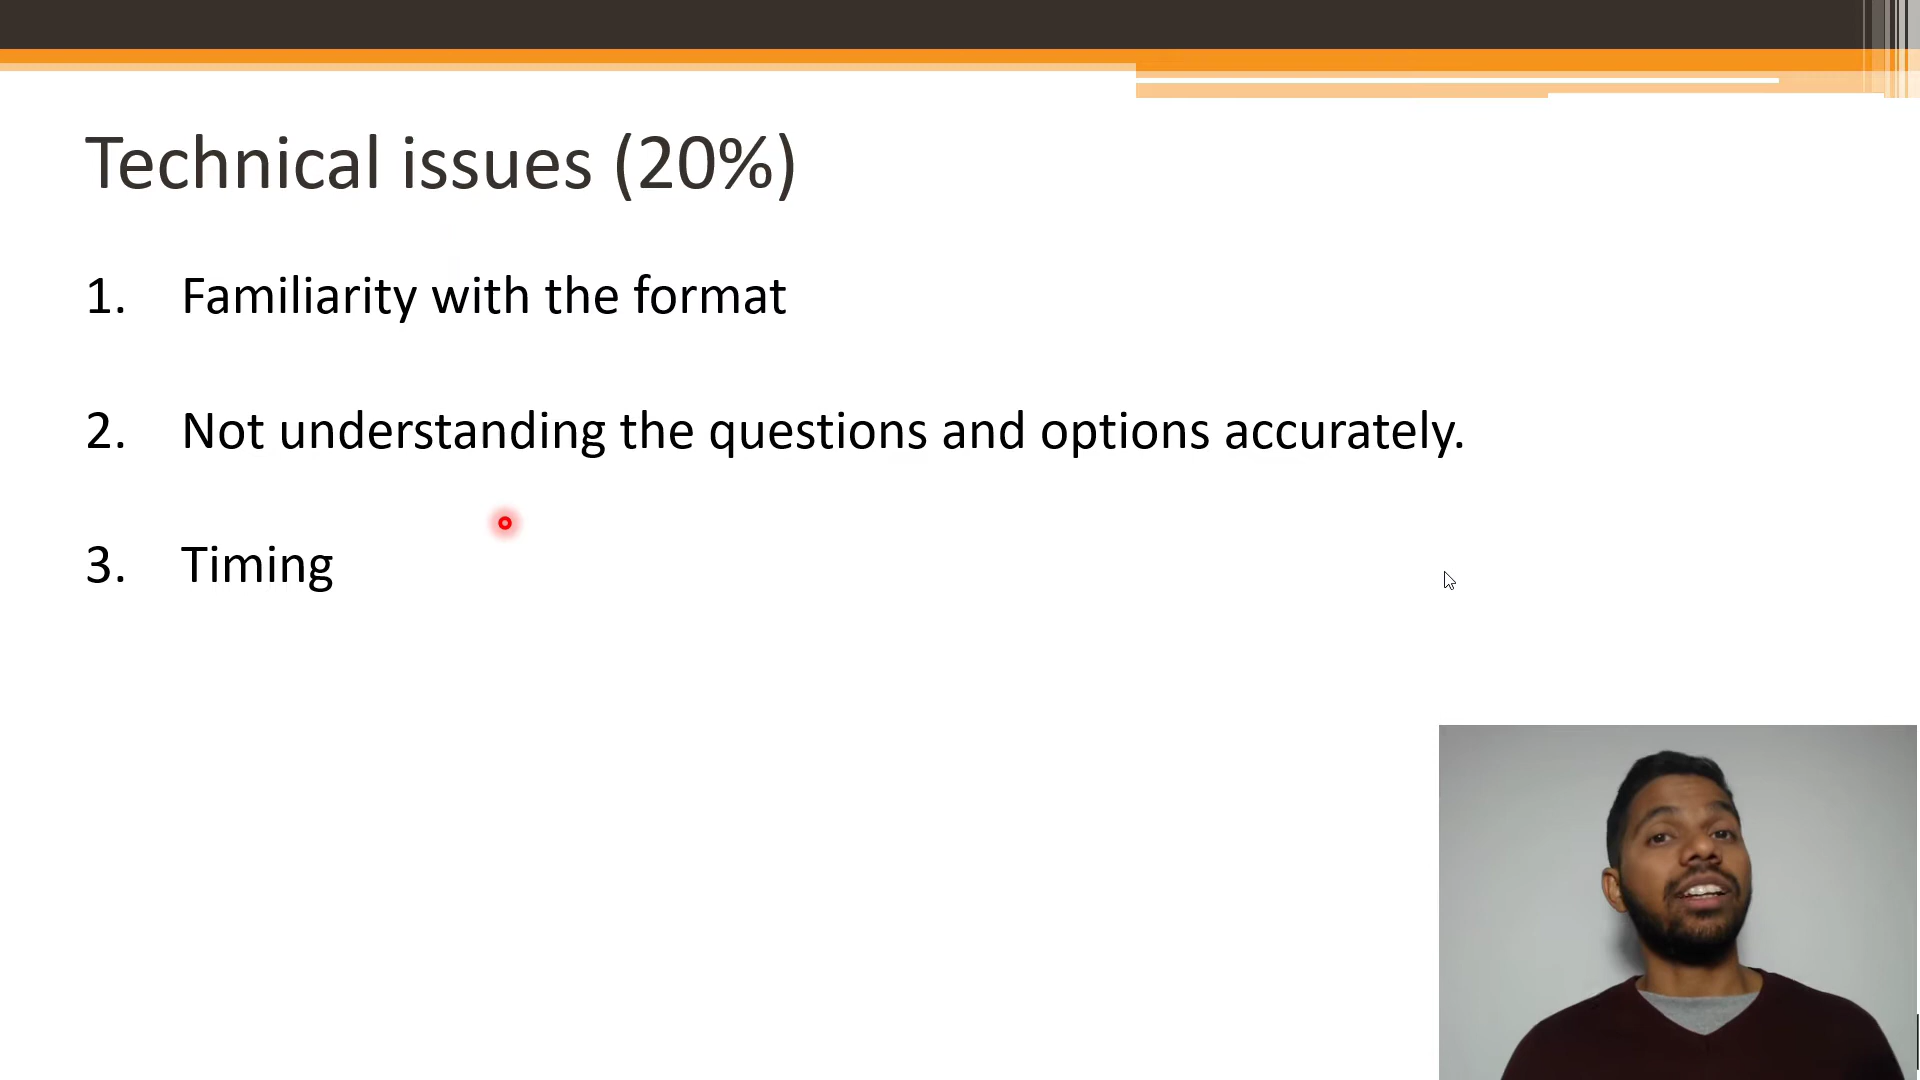 Technical issues (20%)
1. Familiarity with the format
2. Not understanding the questions and options accurately.
3. Timing